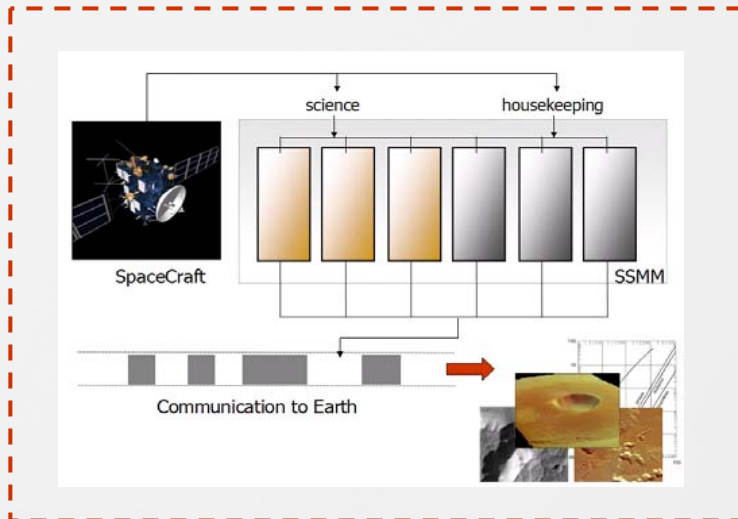 science
housekeeping
SpaceCraft
SSMM
Communication to Earth